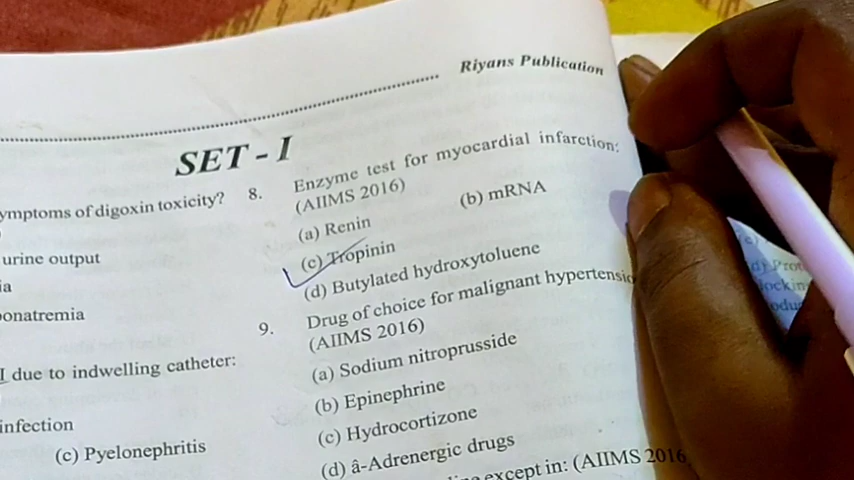 Riyans Publication
SET - I
symptoms of digoxin toxicity?
urine output
onatremia
I due to indwelling catheter:
infection
(c) Pyelonephritis
8. Enzyme test for myocardial infarction:
(AIIMS 2016)
(a) Renin (b) mRNA
(c) Tropinin
(d) Butylated hydroxytoluene
9. Drug of choice for malignant hypertensio
(AIIMS 2016)
(a) Sodium nitroprusside
(b) Epinephrine
(c) Hydrocortizone
(d) â-Adrenergic drugs
except in: (AIIMS 2016